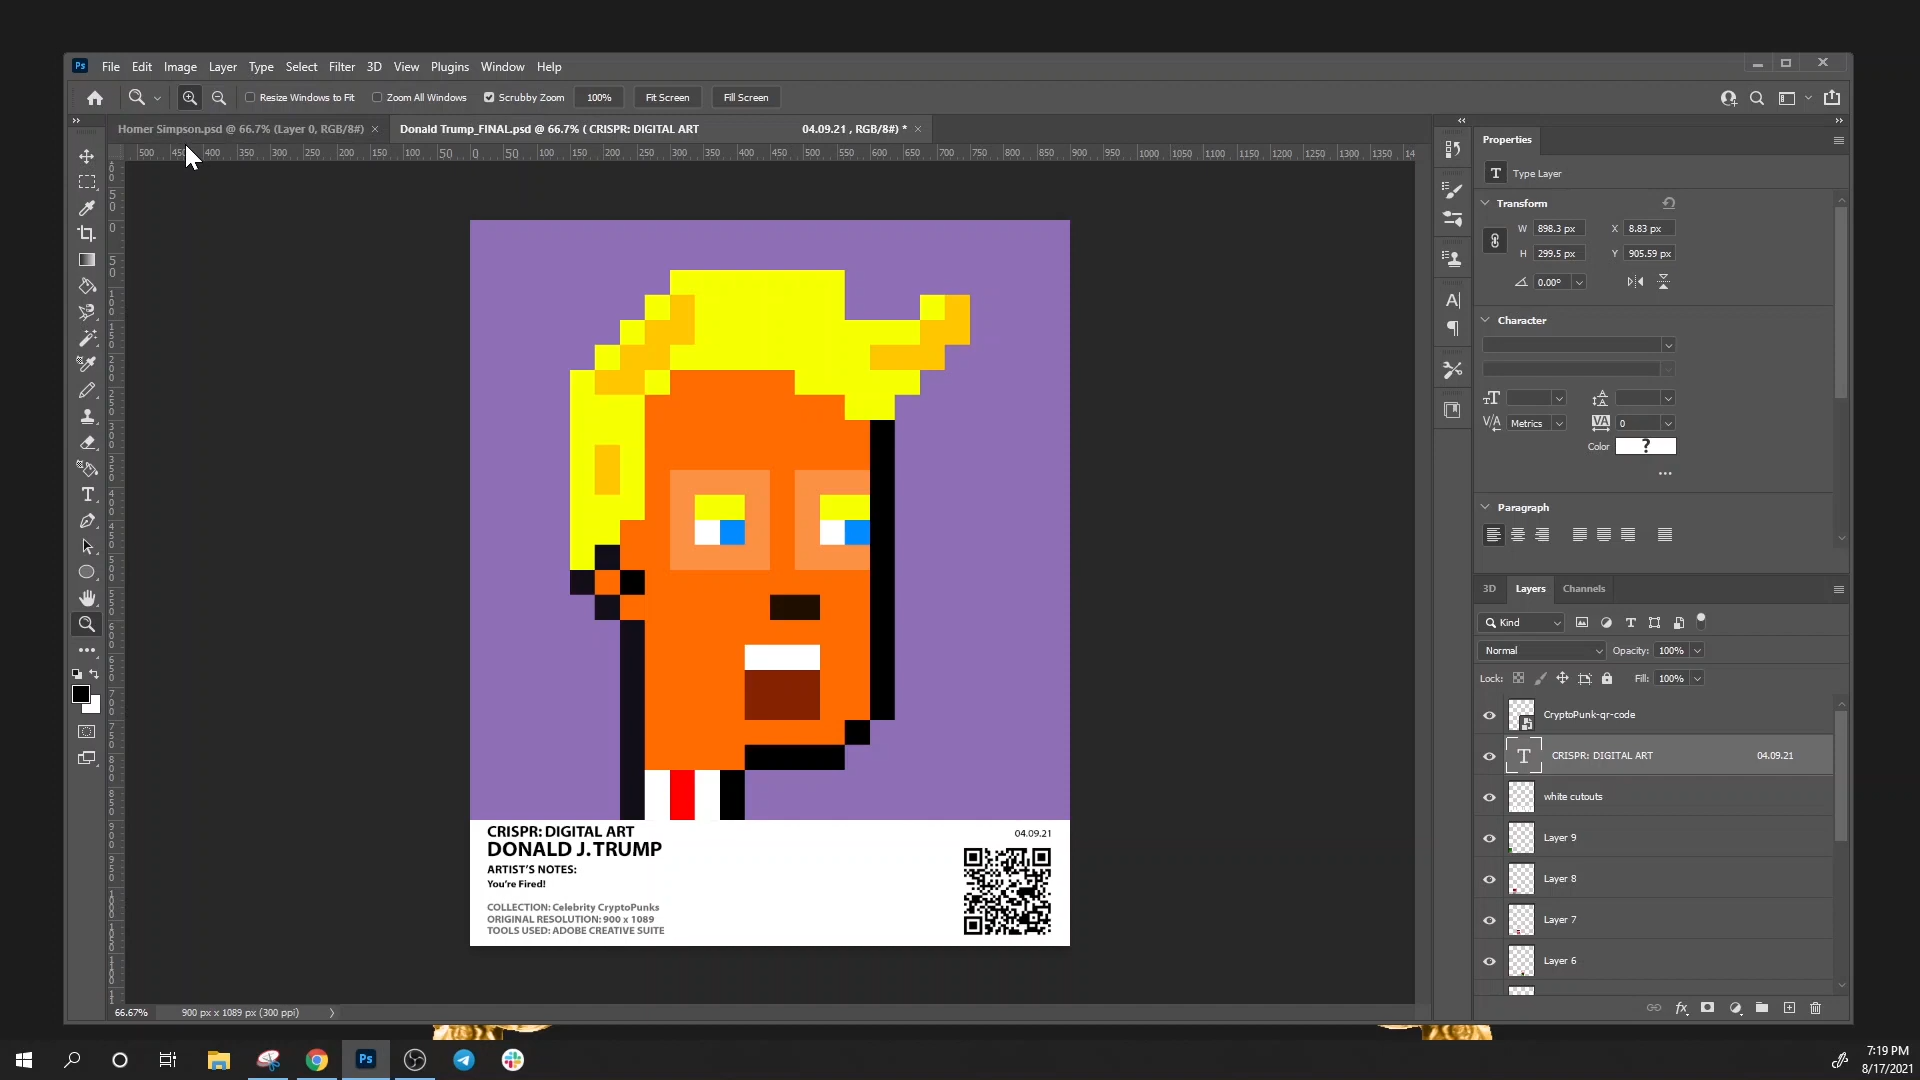 Ps File Edit Image Layer Type Select Filter 3D View Plugins Window Help
Resize Windows to Fit Zoom All Windows Scrubby Zoom 100% Fit Screen Fill Screen
Homer Simpson.psd @ 66.7% (Layer 0, RGB/8#) × Donald Trump_FINAL.psd @ 66.7% ( CRISPR: DIGITAL ART 04.09.21 , RGB/8#) * ×
500 450 400 350 300 250 200 150 100 50 0 50 100 150 200 250 300 350 400 450 500 550 600 650 700 750 800 850 900 950 1000 1050 1100 1150 1200 1250 1300 1350 14
Properties
Type Layer
Transform
W 898.3 px X 8.83 px
H 299.5 px Y 905.59 px
0.00°
Character
Metrics 0
Color ?
Paragraph
3D Layers Channels
Kind
Normal Opacity: 100%
Lock: Fill: 100%
CryptoPunk-qr-code
T CRISPR: DIGITAL ART 04.09.21
white cutouts
Layer 9
Layer 8
Layer 7
Layer 6
CRISPR: DIGITAL ART 04.09.21
DONALD J. TRUMP
ARTIST'S NOTES:
You're Fired!
COLLECTION: Celebrity CryptoPunks
ORIGINAL RESOLUTION: 900 x 1089
TOOLS USED: ADOBE CREATIVE SUITE
66.67% 900 px x 1089 px (300 ppi)
Ps
7:19 PM
8/17/2021